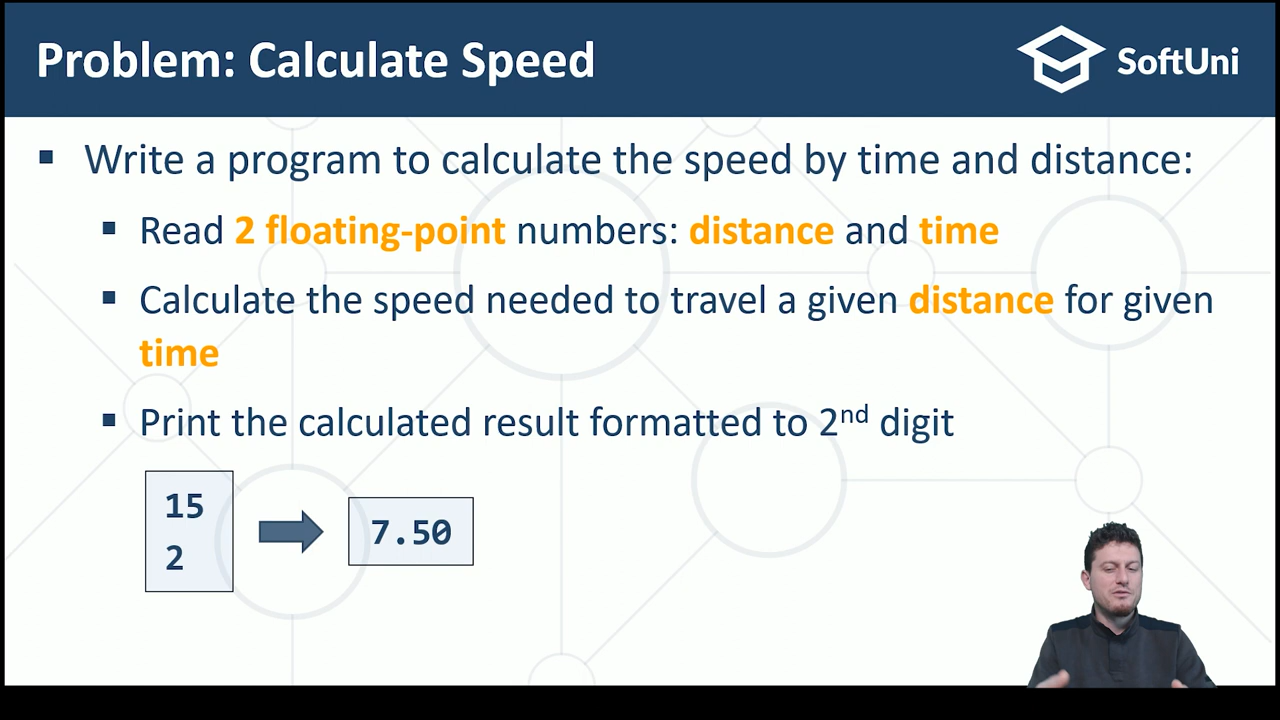 Problem: Calculate Speed
SoftUni
Write a program to calculate the speed by time and distance:
Read 2 floating-point numbers: distance and time
Calculate the speed needed to travel a given distance for given
time
Print the calculated result formatted to 2nd digit
15
2
7.50